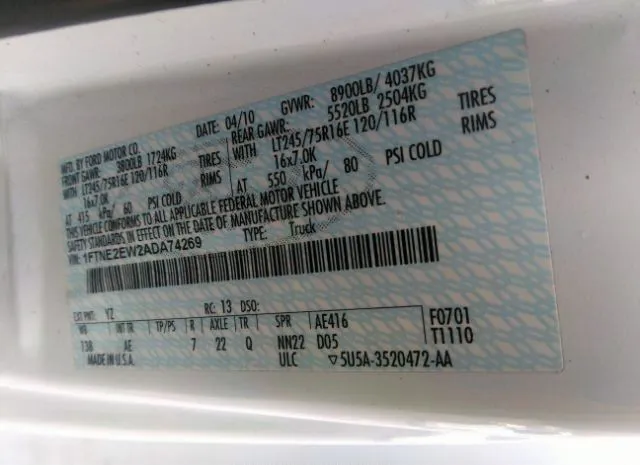 MFD. BY FORD MOTOR CO. DATE: 04/10 GVWR: 8900LB/ 4037KG
FRONT GAWR: 3800LB 1724KG REAR GAWR: 5520LB 2504KG
WITH LT245/75R16E 120/116R TIRES WITH LT245/75R16E 120/116R TIRES
16x7.0K RIMS 16x7.0K RIMS
AT 415 kPa/ 60 PSI COLD AT 550 kPa/ 80 PSI COLD
THIS VEHICLE CONFORMS TO ALL APPLICABLE FEDERAL MOTOR VEHICLE
SAFETY STANDARDS IN EFFECT ON THE DATE OF MANUFACTURE SHOWN ABOVE.
VIN: 1FTNE2EW2ADA74269 TYPE: Truck
EXT PNT: YZ RC: 13 DSO:
WB INT TR TP/PS R AXLE TR SPR AE416 F0701
138 AE 7 22 Q NN22 D05 T1110
MADE IN U.S.A. ULC ▽5U5A-3520472-AA